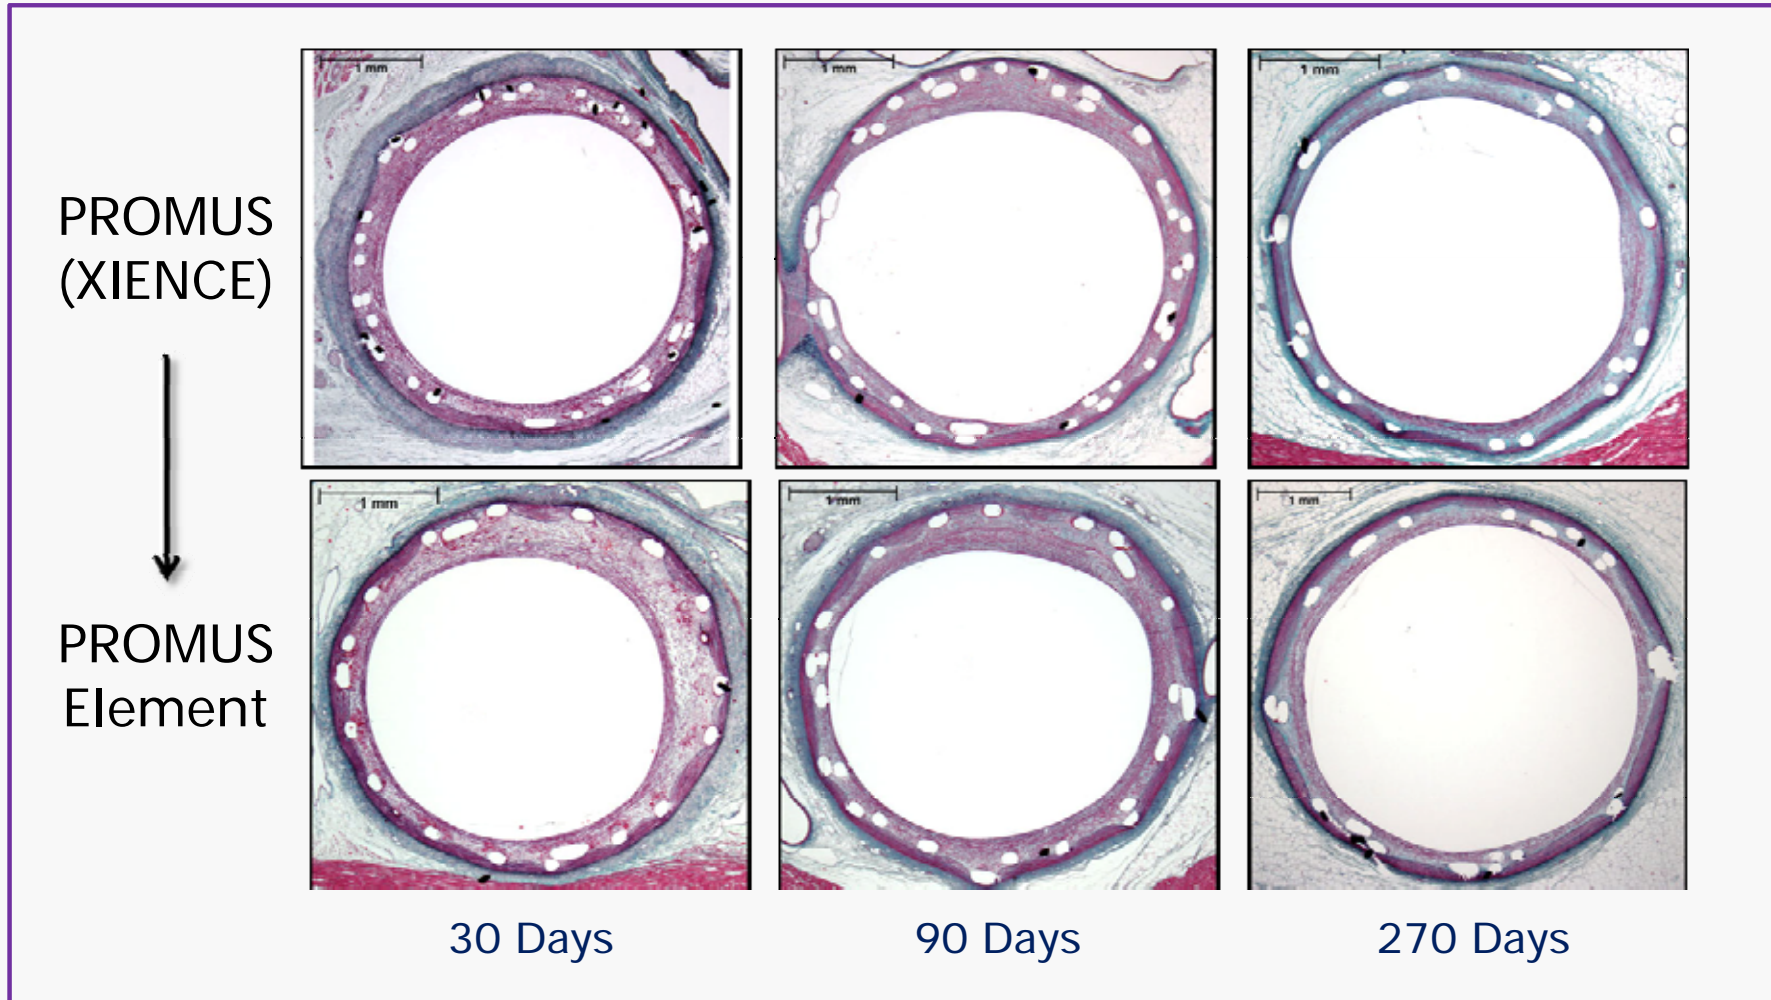 PROMUS
(XIENCE)
1 mm
1 mm
1 mm
PROMUS
Element
1 mm
1 mm
1 mm
30 Days
90 Days
270 Days